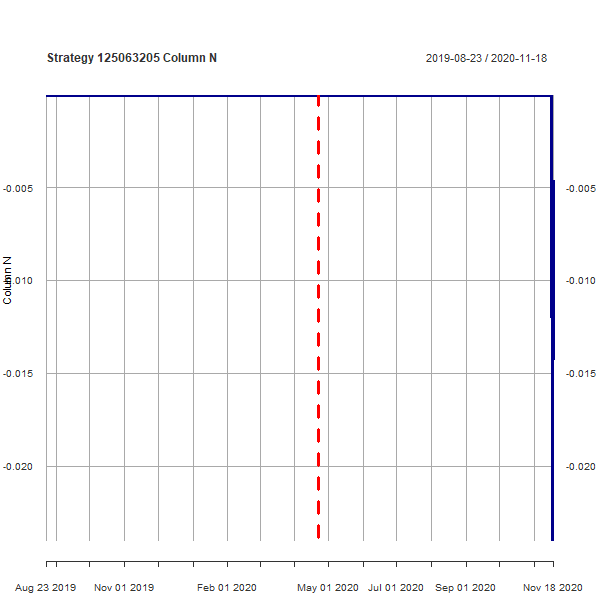 Strategy 125063205 Column N
2019-08-23 / 2020-11-18
-0.005 -0.005
Column N
-0.010 -0.010
-0.015 -0.015
-0.020 -0.020
Aug 23 2019 Nov 01 2019 Feb 01 2020 May 01 2020 Jul 01 2020 Sep 01 2020 Nov 18 2020